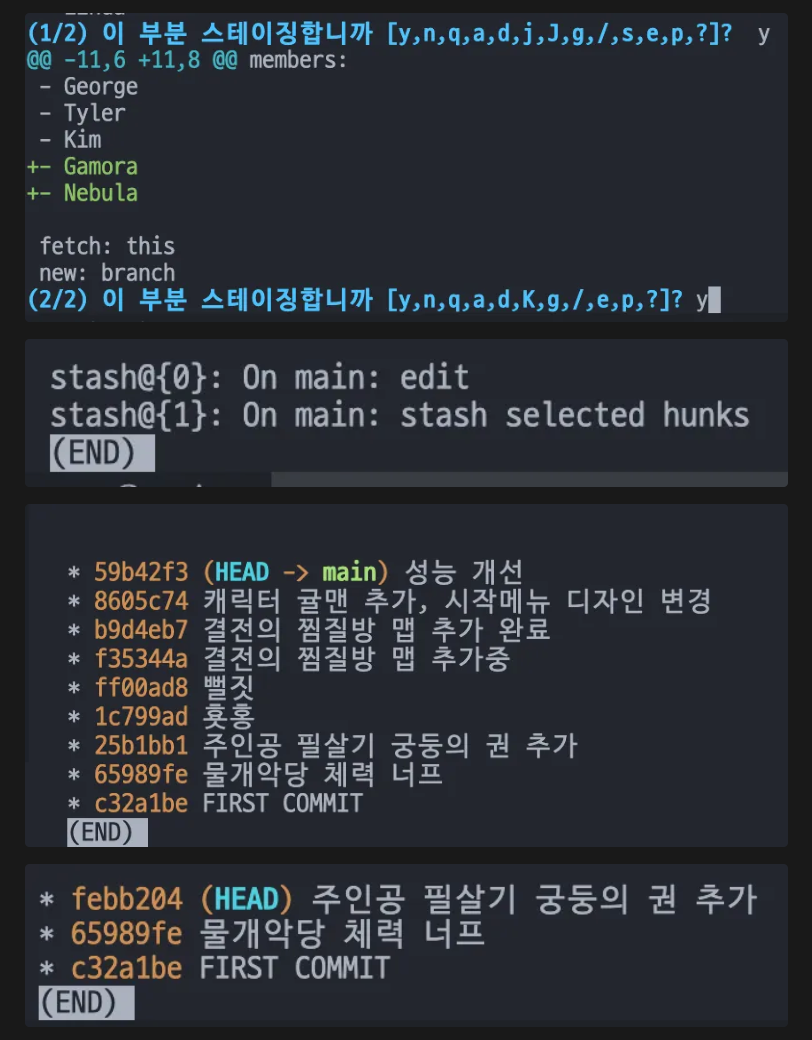 (1/2) 이 부분 스테이징합니까 [y,n,q,a,d,j,J,g,/,s,e,p,?]? y
@@ -11,6 +11,8 @@ members:
- George
- Tyler
- Kim
+- Gamora
+- Nebula
fetch: this
new: branch
(2/2) 이 부분 스테이징합니까 [y,n,q,a,d,K,g,/,e,p,?]? y
stash@{0}: On main: edit
stash@{1}: On main: stash selected hunks
(END)
* 59b42f3 (HEAD -> main) 성능 개선
* 8605c74 캐릭터 귤맨 추가, 시작메뉴 디자인 변경
* b9d4eb7 결전의 찜질방 맵 추가 완료
* f35344a 결전의 찜질방 맵 추가중
* ff00ad8 뻘짓
* 1c799ad 홋홍
* 25b1bb1 주인공 필살기 궁둥의 권 추가
* 65989fe 물개악당 체력 너프
* c32a1be FIRST COMMIT
(END)
* febb204 (HEAD) 주인공 필살기 궁둥의 권 추가
* 65989fe 물개악당 체력 너프
* c32a1be FIRST COMMIT
(END)